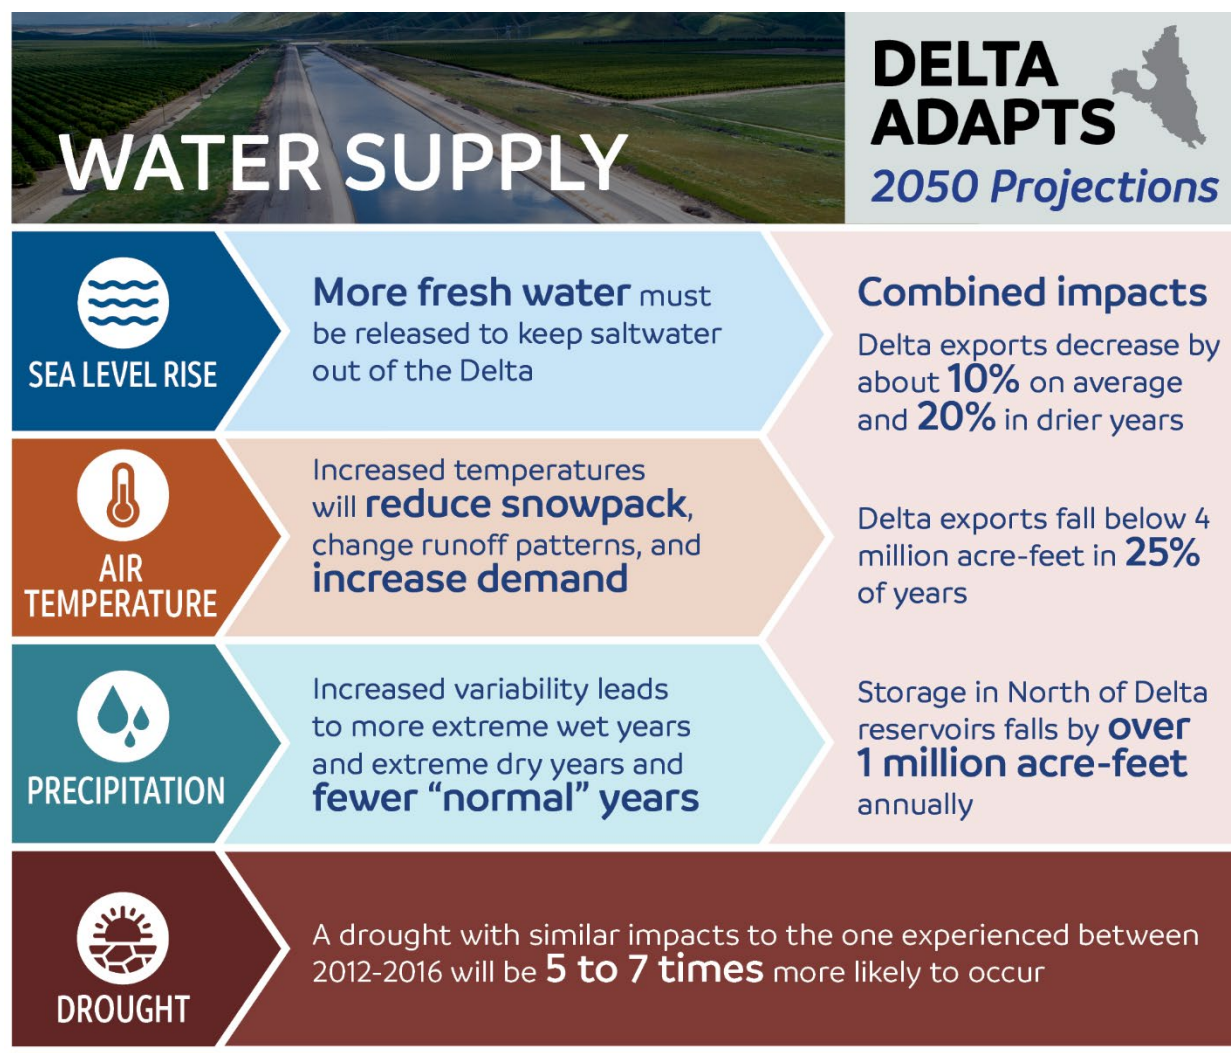 WATER SUPPLY
DELTA
ADAPTS
2050 Projections
SEA LEVEL RISE
More fresh water must
be released to keep saltwater
out of the Delta
AIR
TEMPERATURE
Increased temperatures
will reduce snowpack,
change runoff patterns, and
increase demand
PRECIPITATION
Increased variability leads
to more extreme wet years
and extreme dry years and
fewer “normal” years
Combined impacts
Delta exports decrease by
about 10% on average
and 20% in drier years
Delta exports fall below 4
million acre-feet in 25%
of years
Storage in North of Delta
reservoirs falls by over
1 million acre-feet
annually
DROUGHT
A drought with similar impacts to the one experienced between
2012-2016 will be 5 to 7 times more likely to occur